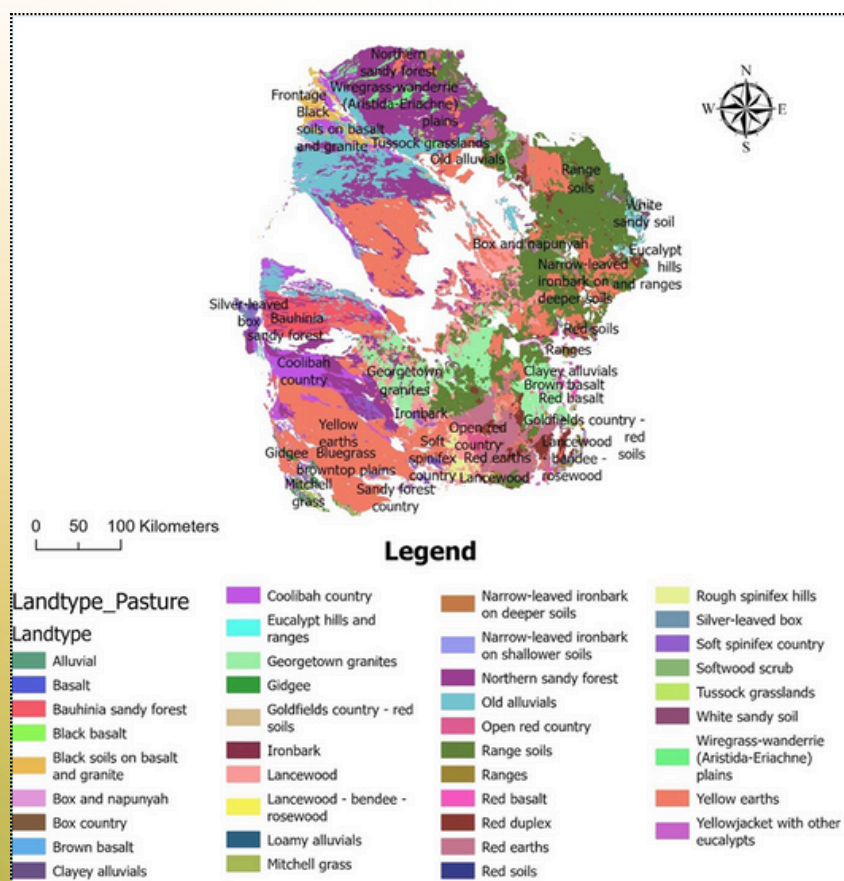 Northern
sandy forest
Wiregrass-wanderrie
(Aristida-Eriachne)
plains
Frontage
Black
soils on basalt
and granite
Tussock grasslands
Old alluvials
N
W
E
S
Range
soils
White
sandy soil
Box and napunyah
Eucalypt
hills
and ranges
Narrow-leaved
ironbark on
deeper soils
Silver-leaved
box
Bauhinia
sandy forest
Red soils
Ranges
Coolibah
country
Georgetown
granites
Clayey alluvials
Brown basalt
Red basalt
Ironbark
Goldfields country -
red
soils
Yellow
earths
Open red
country
Lancewood
bendee -
rosewood
Gidgee
Bluegrass
browntop plains
Soft
spinifex
country
Red earths
Mitchell
grass
Lancewood
Sandy forest
country
0 50 100 Kilometers
Legend
Landtype_Pasture
Landtype
Alluvial
Basalt
Bauhinia sandy forest
Black basalt
Black soils on basalt
and granite
Box and napunyah
Box country
Brown basalt
Clayey alluvials
Coolibah country
Eucalypt hills and
ranges
Georgetown granites
Gidgee
Goldfields country - red
soils
Ironbark
Lancewood
Lancewood - bendee -
rosewood
Loamy alluvials
Mitchell grass
Narrow-leaved ironbark
on deeper soils
Narrow-leaved ironbark
on shallower soils
Northern sandy forest
Old alluvials
Open red country
Range soils
Ranges
Red basalt
Red duplex
Red earths
Red soils
Rough spinifex hills
Silver-leaved box
Soft spinifex country
Softwood scrub
Tussock grasslands
White sandy soil
Wiregrass-wanderrie
(Aristida-Eriachne)
plains
Yellow earths
Yellowjacket with other
eucalypts